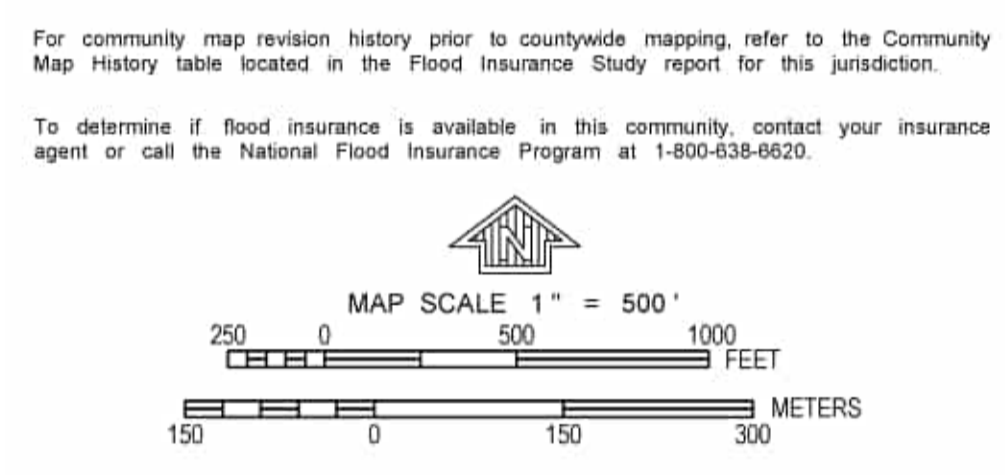 For community map revision history prior to countywide mapping, refer to the Community
Map History table located in the Flood Insurance Study report for this jurisdiction.
To determine if flood insurance is available in this community, contact your insurance
agent or call the National Flood Insurance Program at 1-800-638-6620.
N
MAP SCALE 1" = 500'
250 0 500 1000
FEET
METERS
150 0 150 300